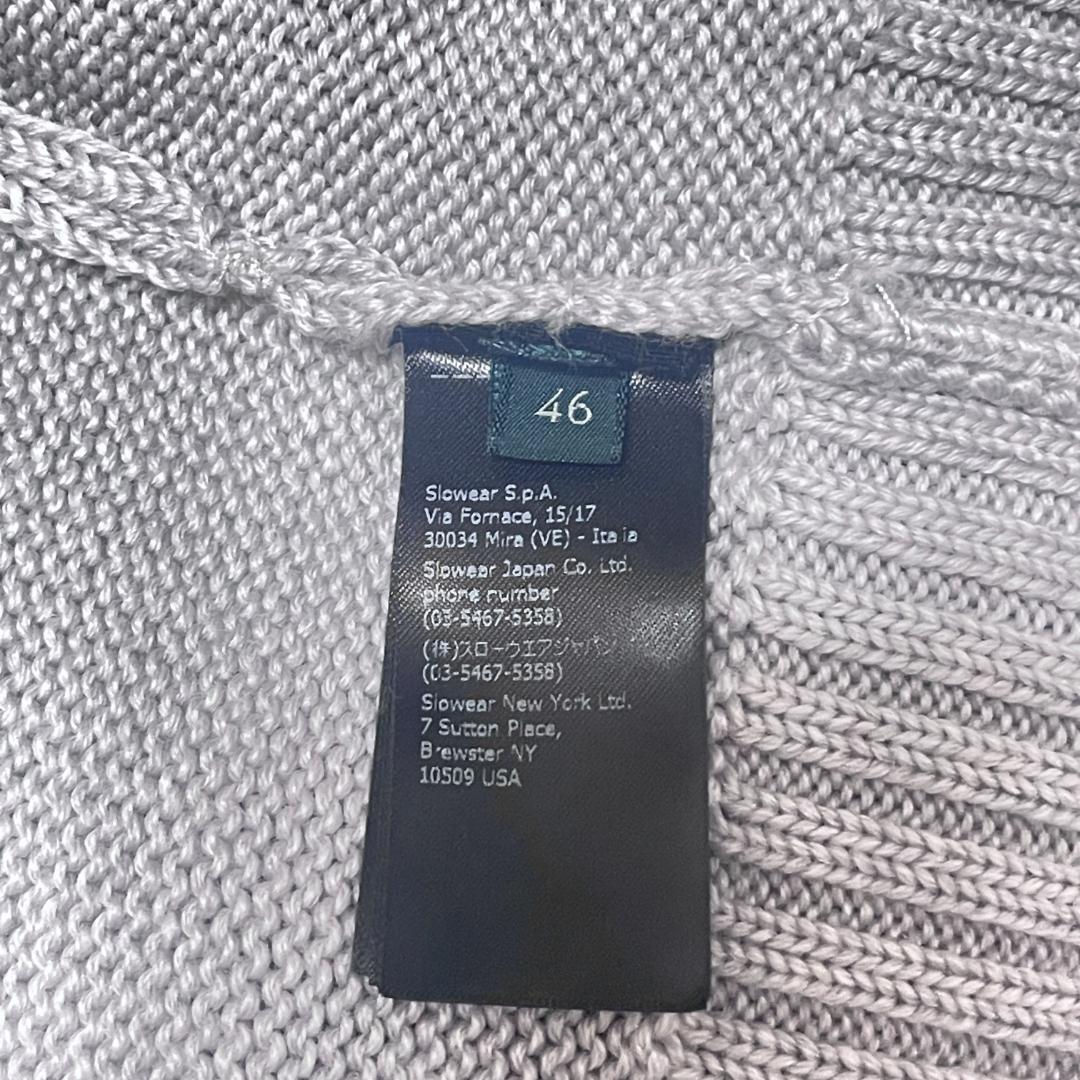 46
Slowear S.p.A.
Via Fornace, 15/17
30034 Mira (VE) - Italia
Slowear Japan Co. Ltd.
phone number
(03-5467-5358)
(株)スローウエアジャパン
(03-5467-5358)
Slowear New York Ltd.
7 Sutton Place,
Brewster NY
10509 USA